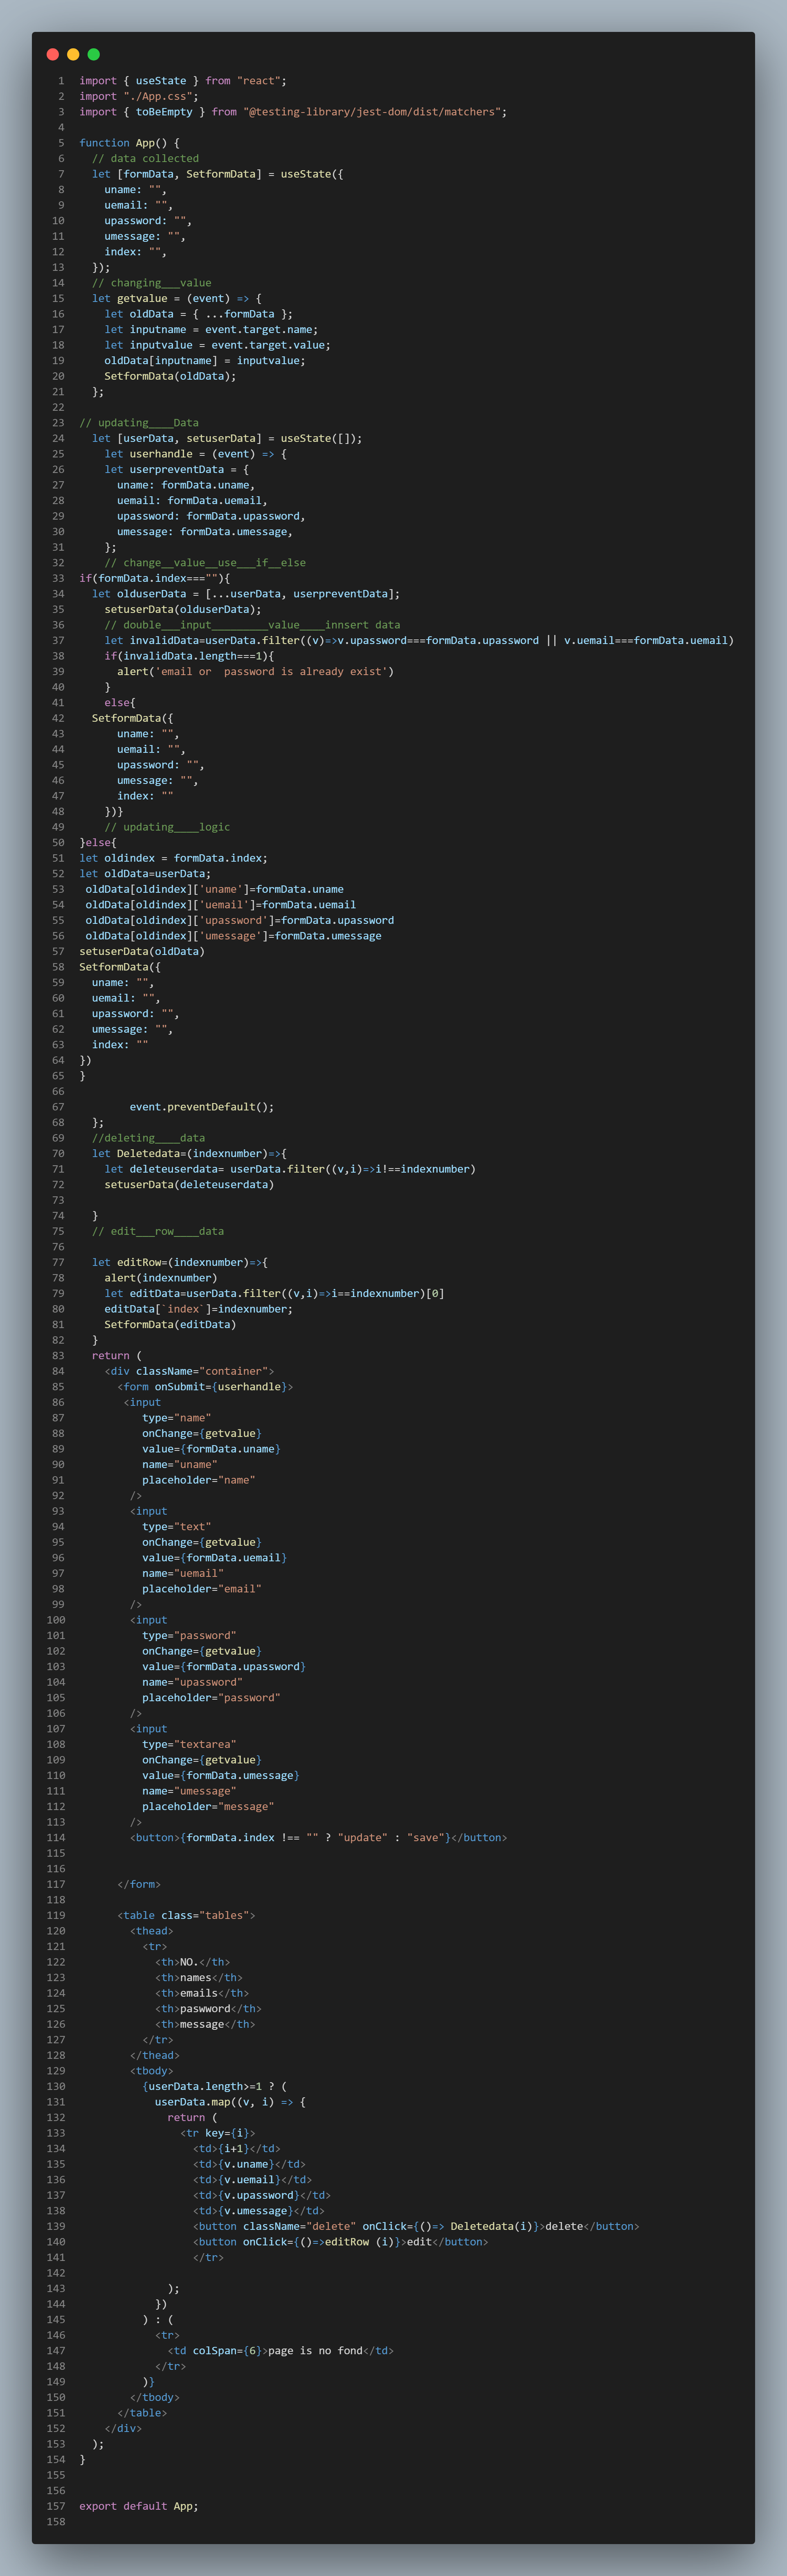 1 import { useState } from "react";
2 import "./App.css";
3 import { toBeEmpty } from "@testing-library/jest-dom/dist/matchers";
4
5 function App() {
6   // data collected
7   let [formData, SetformData] = useState({
8     uname: "",
9     uemail: "",
10     upassword: "",
11     umessage: "",
12     index: "",
13   });
14   // changing___value
15   let getvalue = (event) => {
16     let oldData = { ...formData };
17     let inputname = event.target.name;
18     let inputvalue = event.target.value;
19     oldData[inputname] = inputvalue;
20     SetformData(oldData);
21   };
22
23 // updating____Data
24   let [userData, setuserData] = useState([]);
25     let userhandle = (event) => {
26     let userpreventData = {
27       uname: formData.uname,
28       uemail: formData.uemail,
29       upassword: formData.upassword,
30       umessage: formData.umessage,
31     };
32     // change__value__use___if__else
33 if(formData.index===""){
34   let olduserData = [...userData, userpreventData];
35     setuserData(olduserData);
36     // double___input_________value____innsert data
37     let invalidData=userData.filter((v)=>v.upassword===formData.upassword || v.uemail===formData.uemail)
38     if(invalidData.length===1){
39       alert('email or  password is already exist')
40     }
41     else{
42   SetformData({
43       uname: "",
44       uemail: "",
45       upassword: "",
46       umessage: "",
47       index: ""
48     })}
49     // updating____logic
50 }else{
51 let oldindex = formData.index;
52 let oldData=userData;
53  oldData[oldindex]['uname']=formData.uname
54  oldData[oldindex]['uemail']=formData.uemail
55  oldData[oldindex]['upassword']=formData.upassword
56  oldData[oldindex]['umessage']=formData.umessage
57 setuserData(oldData)
58 SetformData({
59   uname: "",
60   uemail: "",
61   upassword: "",
62   umessage: "",
63   index: ""
64 })
65 }
66
67         event.preventDefault();
68   };
69   //deleting____data
70   let Deletedata=(indexnumber)=>{
71     let deleteuserdata= userData.filter((v,i)=>i!==indexnumber)
72     setuserData(deleteuserdata)
73
74   }
75   // edit___row____data
76
77   let editRow=(indexnumber)=>{
78     alert(indexnumber)
79     let editData=userData.filter((v,i)=>i==indexnumber)[0]
80     editData[`index`]=indexnumber;
81     SetformData(editData)
82   }
83   return (
84     <div className="container">
85       <form onSubmit={userhandle}>
86        <input
87           type="name"
88           onChange={getvalue}
89           value={formData.uname}
90           name="uname"
91           placeholder="name"
92         />
93         <input
94           type="text"
95           onChange={getvalue}
96           value={formData.uemail}
97           name="uemail"
98           placeholder="email"
99         />
100         <input
101           type="password"
102           onChange={getvalue}
103           value={formData.upassword}
104           name="upassword"
105           placeholder="password"
106         />
107         <input
108           type="textarea"
109           onChange={getvalue}
110           value={formData.umessage}
111           name="umessage"
112           placeholder="message"
113         />
114         <button>{formData.index !== "" ? "update" : "save"}</button>
115
116
117       </form>
118
119       <table class="tables">
120         <thead>
121           <tr>
122             <th>NO.</th>
123             <th>names</th>
124             <th>emails</th>
125             <th>paswword</th>
126             <th>message</th>
127           </tr>
128         </thead>
129         <tbody>
130           {userData.length>=1 ? (
131             userData.map((v, i) => {
132               return (
133                 <tr key={i}>
134                   <td>{i+1}</td>
135                   <td>{v.uname}</td>
136                   <td>{v.uemail}</td>
137                   <td>{v.upassword}</td>
138                   <td>{v.umessage}</td>
139                   <button className="delete" onClick={()=> Deletedata(i)}>delete</button>
140                   <button onClick={()=>editRow (i)}>edit</button>
141                   </tr>
142
143               );
144             })
145           ) : (
146             <tr>
147               <td colSpan={6}>page is no fond</td>
148             </tr>
149           )}
150         </tbody>
151       </table>
152     </div>
153   );
154 }
155
156
157 export default App;
158